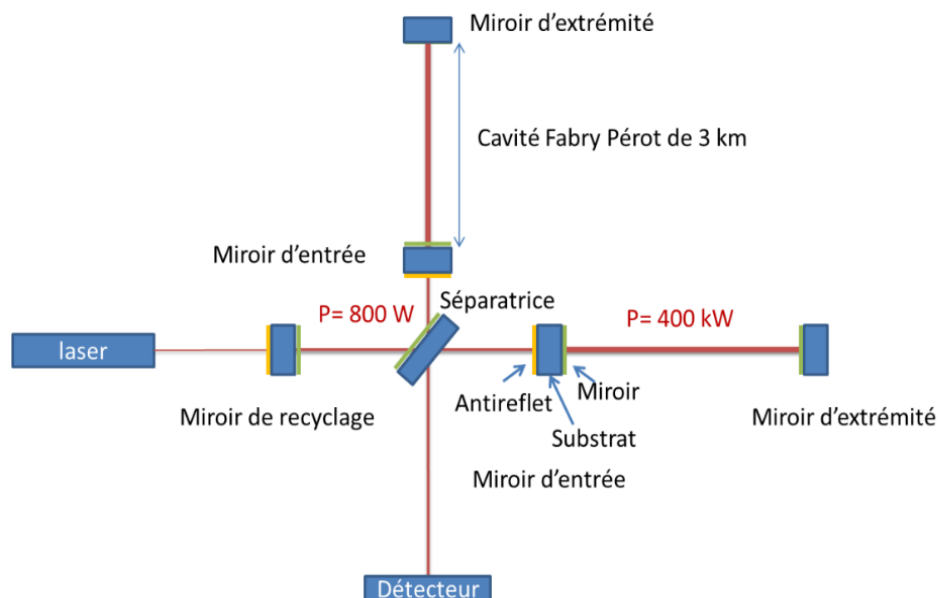 Miroir d'extrémité
Cavité Fabry Pérot de 3 km
Miroir d'entrée
Séparatrice
P= 800 W
P= 400 kW
laser
Antireflet
Miroir
Miroir de recyclage
Substrat
Miroir d'extrémité
Miroir d'entrée
Détecteur